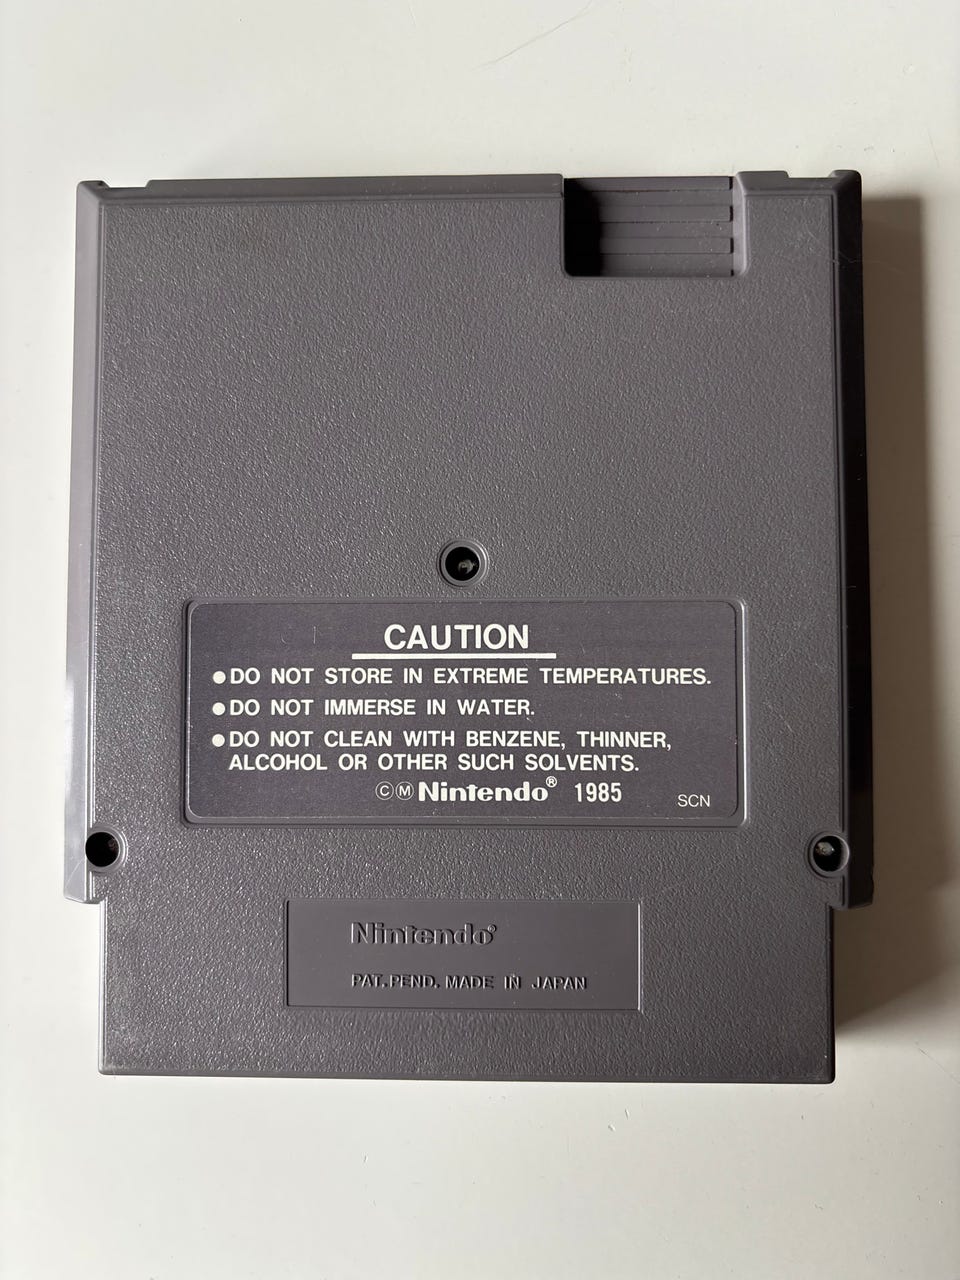 CAUTION
●DO NOT STORE IN EXTREME TEMPERATURES.
●DO NOT IMMERSE IN WATER.
●DO NOT CLEAN WITH BENZENE, THINNER,
ALCOHOL OR OTHER SUCH SOLVENTS.
ⒸⓂ Nintendo® 1985 SCN
Nintendo®
PAT.PEND. MADE IN JAPAN